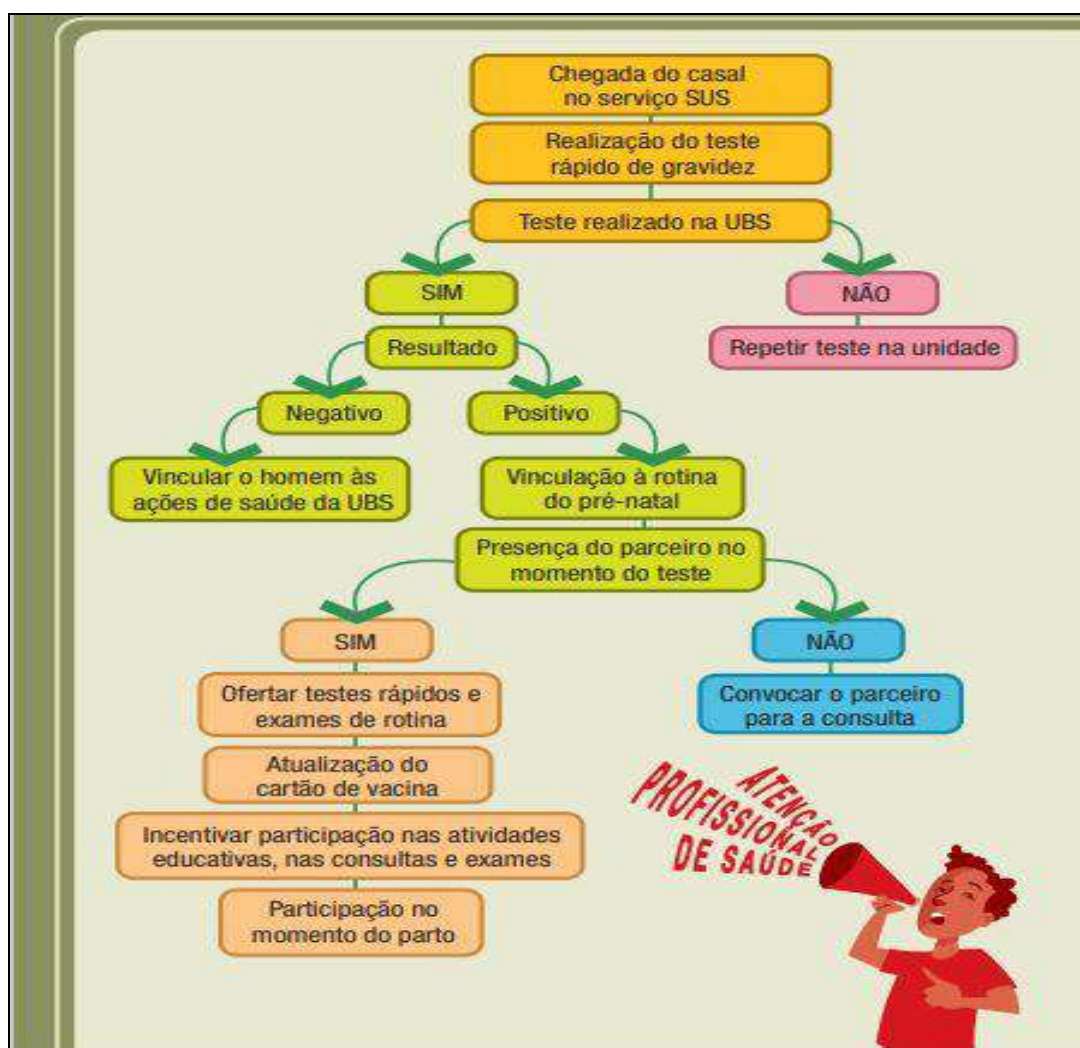 Chegada do casal
no serviço SUS
Realização do teste
rápido de gravidez
Teste realizado na UBS
SIM
NÃO
Resultado
Repetir teste na unidade
Negativo
Positivo
Vincular o homem às
ações de saúde da UBS
Vinculação à rotina
do pré-natal
Presença do parceiro no
momento do teste
SIM
NÃO
Ofertar testes rápidos e
exames de rotina
Convocar o parceiro
para a consulta
Atualização do
cartão de vacina
Incentivar participação nas atividades
educativas, nas consultas e exames
Participação no
momento do parto
ATENÇÃO
PROFISSIONAL
DE SAÚDE